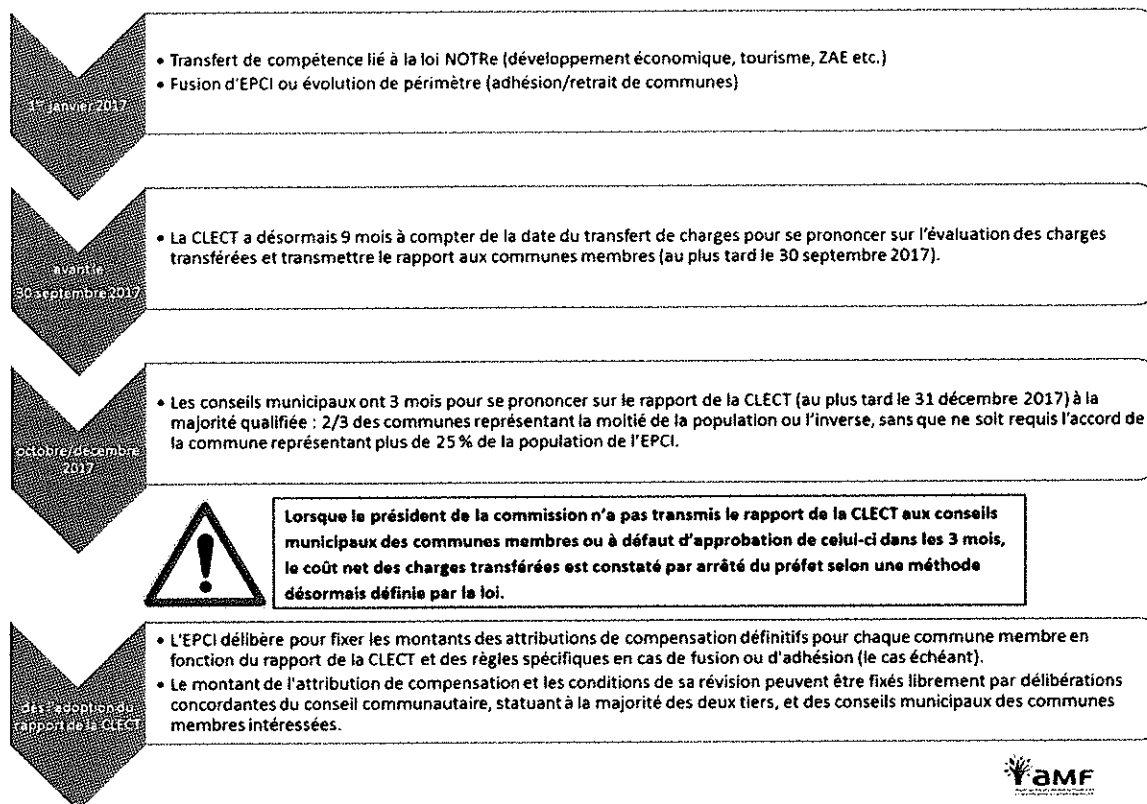 • Transfert de compétence lié à la loi NOTRe (développement économique, tourisme, ZAE etc.)
• Fusion d'EPCI ou évolution de périmètre (adhésion/retrait de communes)
1er janvier 2017
• La CLECT a désormais 9 mois à compter de la date du transfert de charges pour se prononcer sur l'évaluation des charges
transférées et transmettre le rapport aux communes membres (au plus tard le 30 septembre 2017).
avant le
30 septembre 2017
• Les conseils municipaux ont 3 mois pour se prononcer sur le rapport de la CLECT (au plus tard le 31 décembre 2017) à la
majorité qualifiée : 2/3 des communes représentant la moitié de la population ou l'inverse, sans que ne soit requis l'accord de
la commune représentant plus de 25 % de la population de l'EPCI.
octobre/décembre
2017
Lorsque le président de la commission n'a pas transmis le rapport de la CLECT aux conseils
municipaux des communes membres ou à défaut d'approbation de celui-ci dans les 3 mois,
le coût net des charges transférées est constaté par arrêté du préfet selon une méthode
désormais définie par la loi.
• L'EPCI délibère pour fixer les montants des attributions de compensation définitifs pour chaque commune membre en
fonction du rapport de la CLECT et des règles spécifiques en cas de fusion ou d'adhésion (le cas échéant).
• Le montant de l'attribution de compensation et les conditions de sa révision peuvent être fixés librement par délibérations
concordantes du conseil communautaire, statuant à la majorité des deux tiers, et des conseils municipaux des communes
membres intéressées.
dès l'adoption du
rapport de la CLECT
AMF